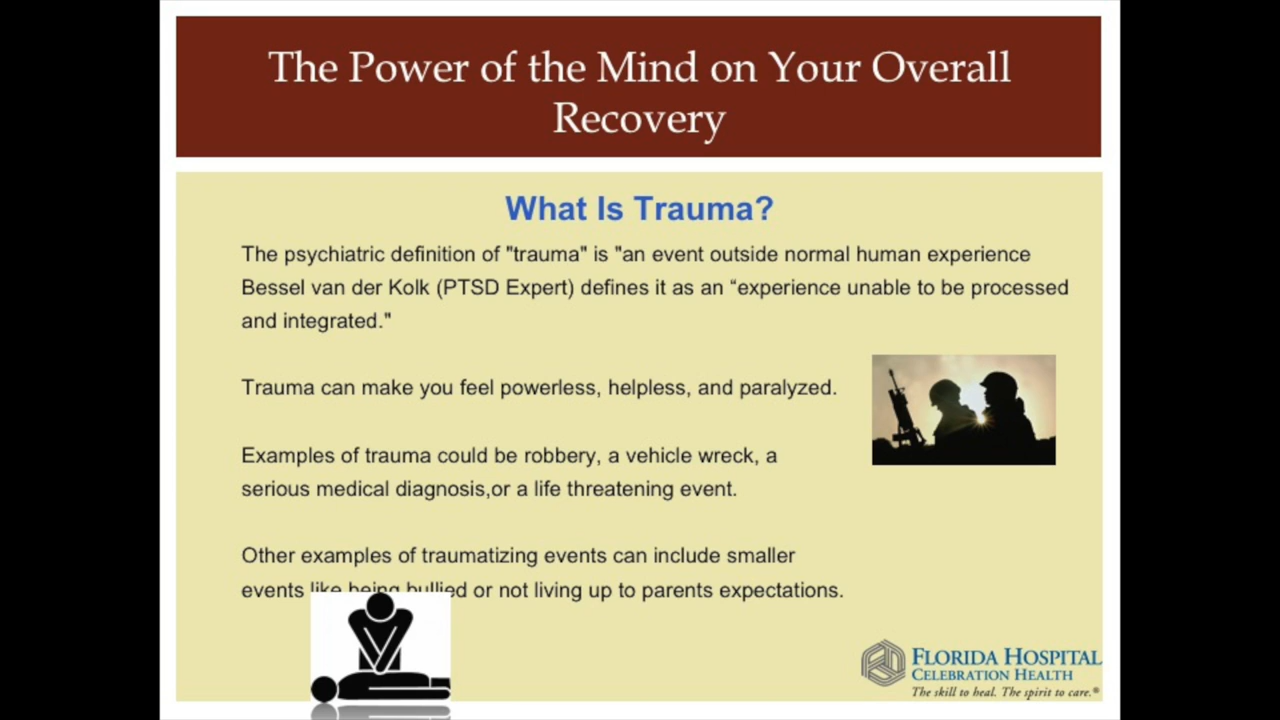 The Power of the Mind on Your Overall
Recovery
What Is Trauma?
The psychiatric definition of "trauma" is "an event outside normal human experience
Bessel van der Kolk (PTSD Expert) defines it as an “experience unable to be processed
and integrated."
Trauma can make you feel powerless, helpless, and paralyzed.
Examples of trauma could be robbery, a vehicle wreck, a
serious medical diagnosis,or a life threatening event.
Other examples of traumatizing events can include smaller
events like being bullied or not living up to parents expectations.
FLORIDA HOSPITAL
CELEBRATION HEALTH
The skill to heal. The spirit to care.®